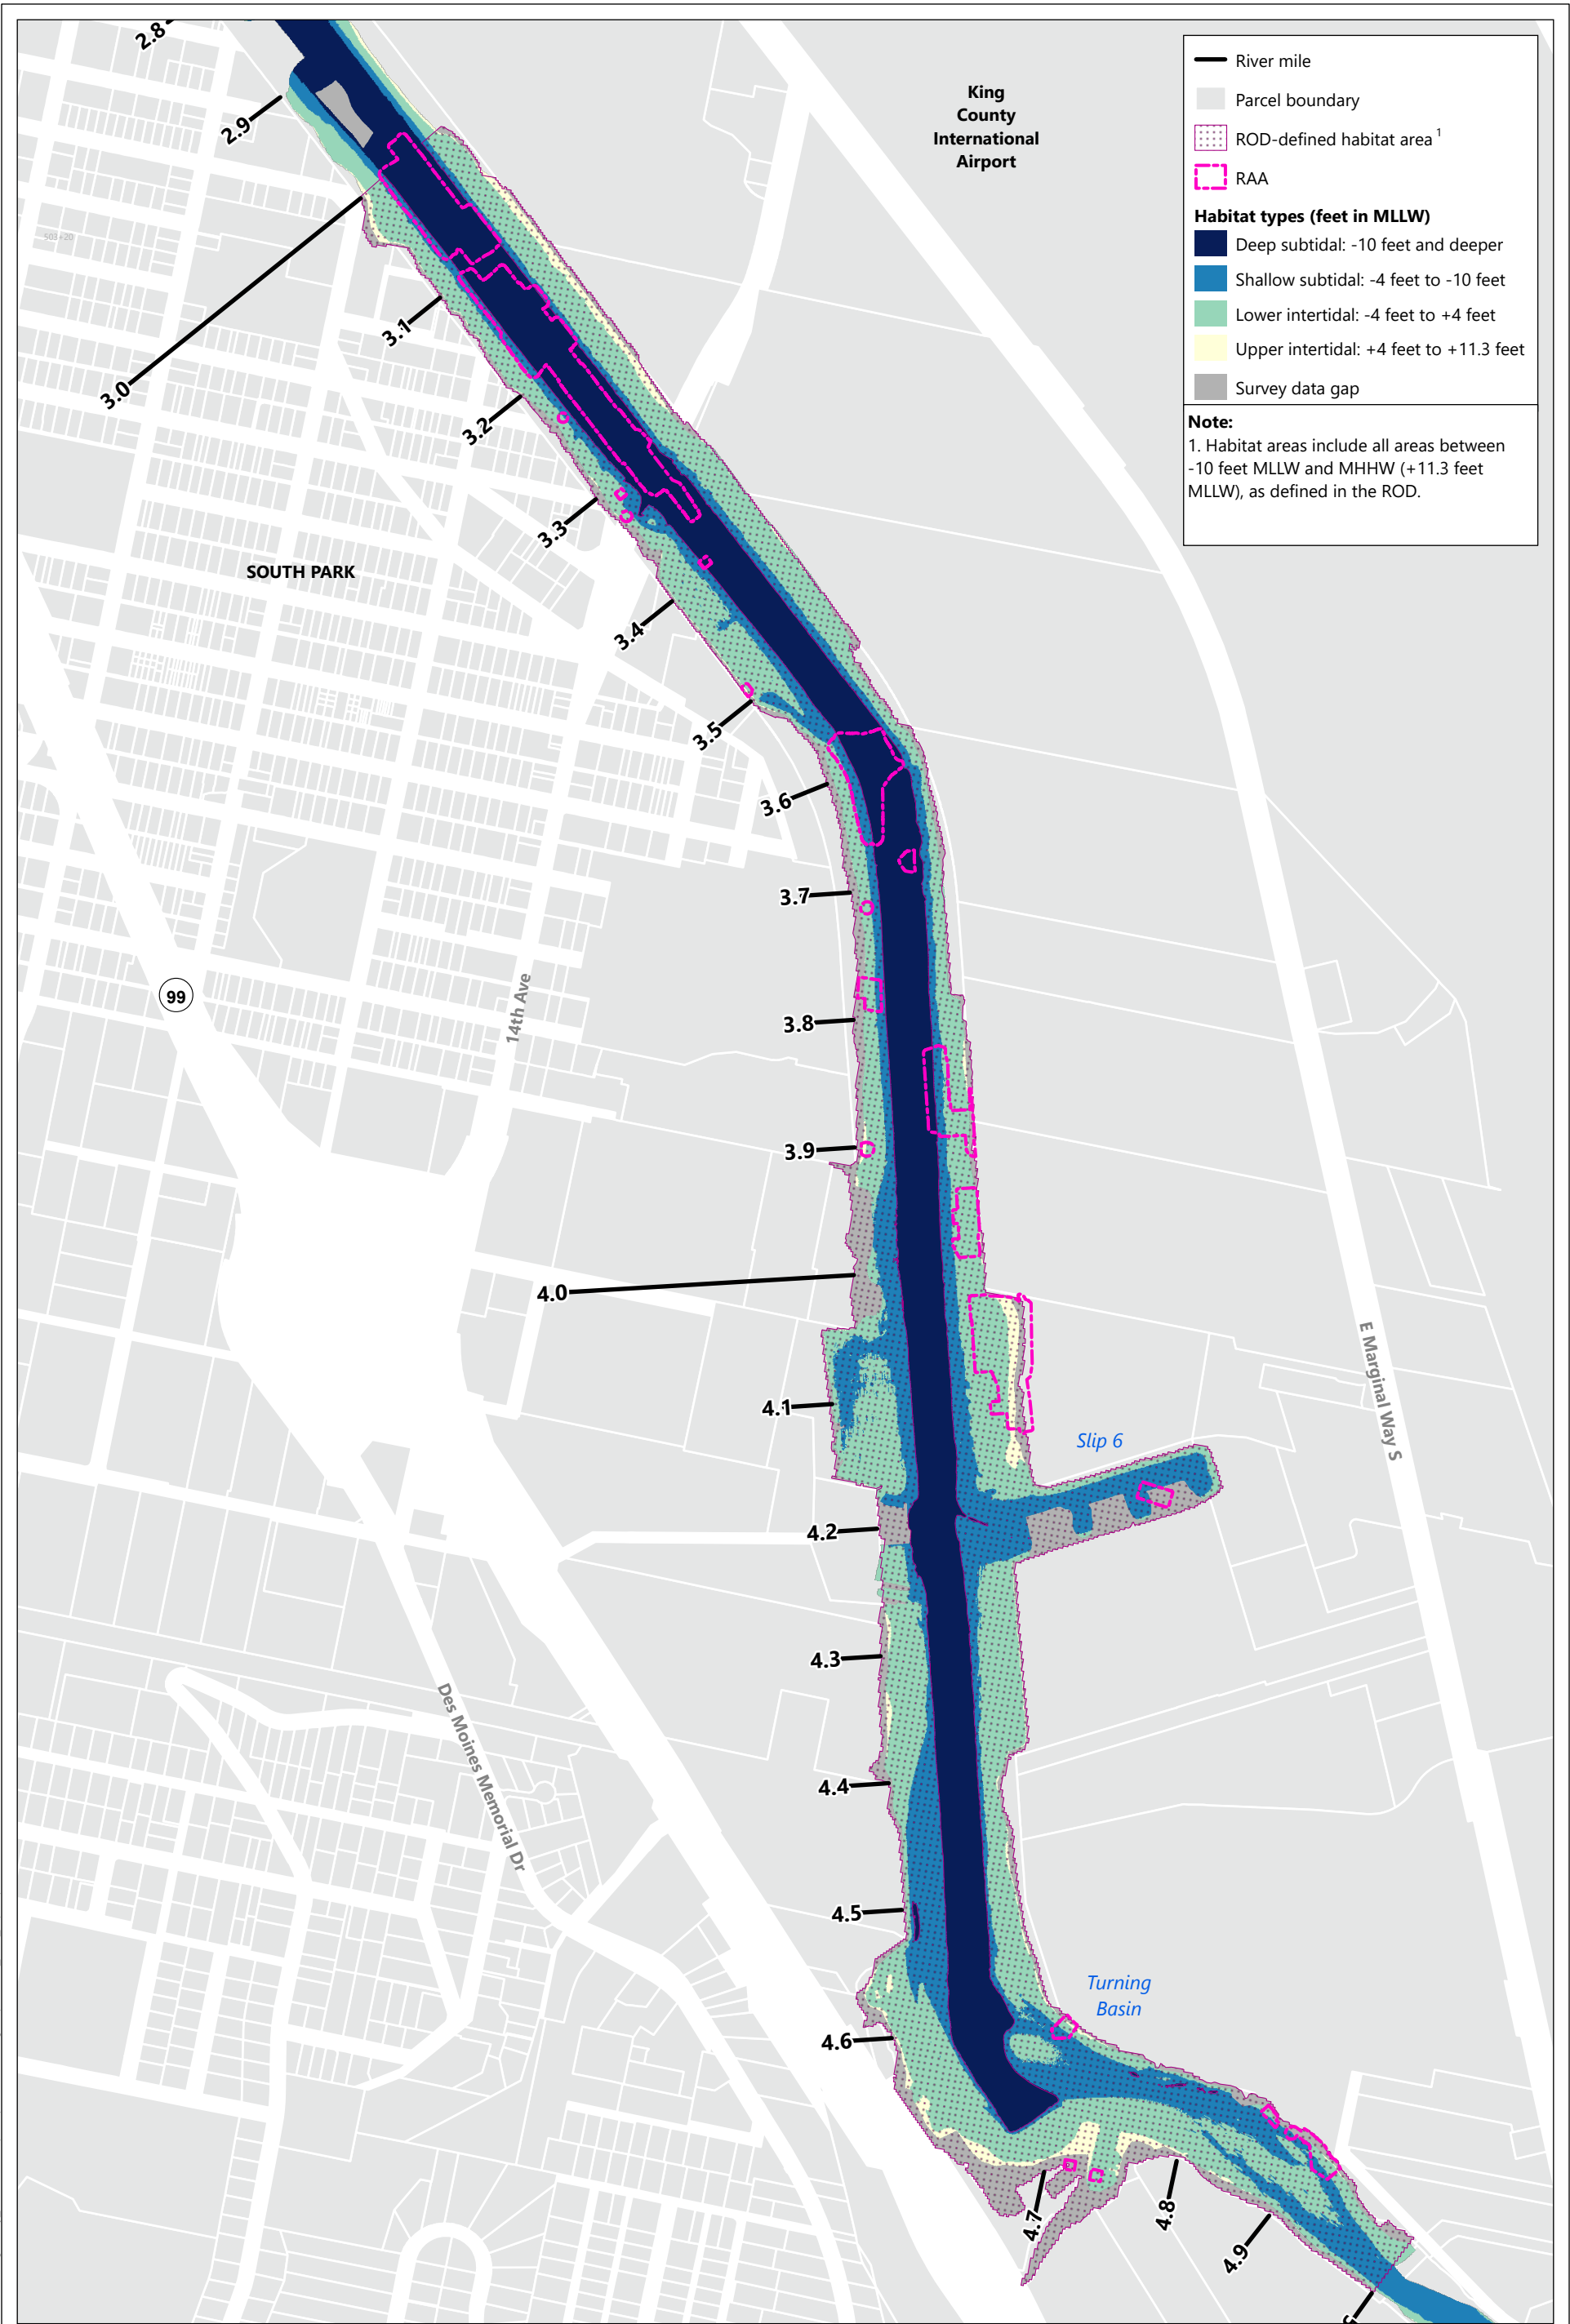 2.8
2.9
3.0
3.1
3.2
3.3
3.4
3.5
3.6
3.7
3.8
3.9
4.0
4.1
4.2
4.3
4.4
4.5
4.6
4.7
4.8
4.9
503+20
SOUTH PARK
99
14th Ave
Des Moines Memorial Dr
E Marginal Way S
Slip 6
Turning
Basin
King
County
International
Airport
River mile
Parcel boundary
ROD-defined habitat area 1
RAA
Habitat types (feet in MLLW)
Deep subtidal: -10 feet and deeper
Shallow subtidal: -4 feet to -10 feet
Lower intertidal: -4 feet to +4 feet
Upper intertidal: +4 feet to +11.3 feet
Survey data gap
Note:
1. Habitat areas include all areas between
-10 feet MLLW and MHHW (+11.3 feet
MLLW), as defined in the ROD.